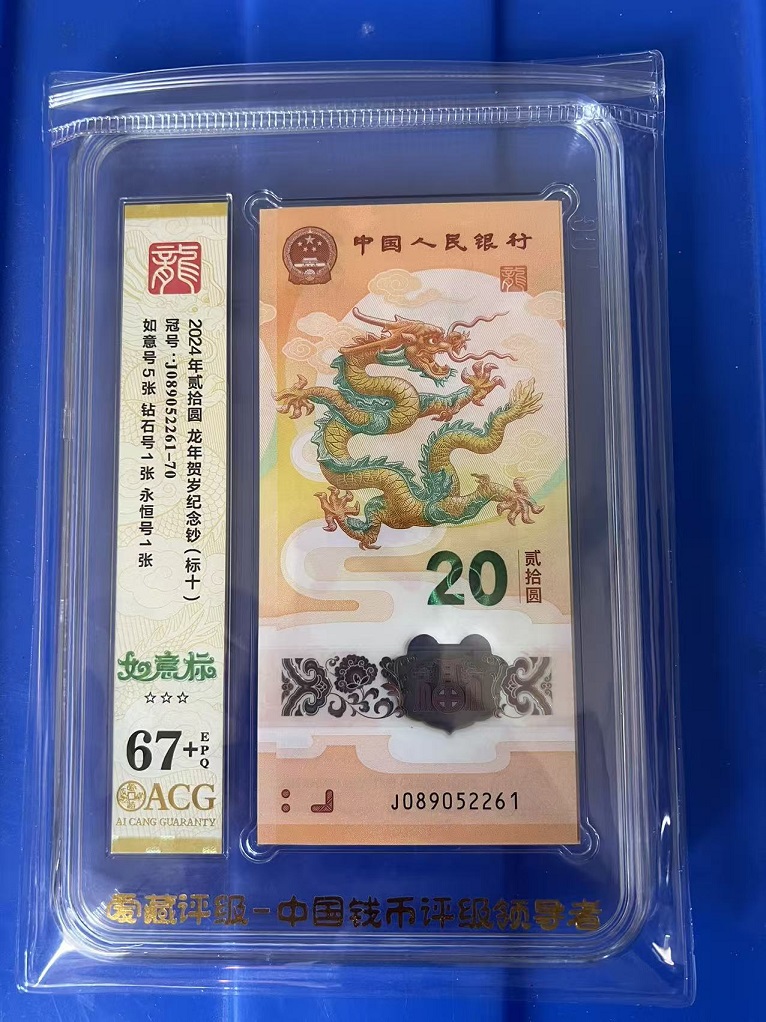 龍
2024年贰拾圆 龙年贺岁纪念钞（标十）
冠号：J089052261-70
如意号5张 钻石号1张 永恒号1张
如意标
☆☆☆
67+EPQ
ACG
AI CANG GUARANTY
中国人民银行
龍
20
贰拾圆
J089052261
爱藏评级-中国钱币评级领导者